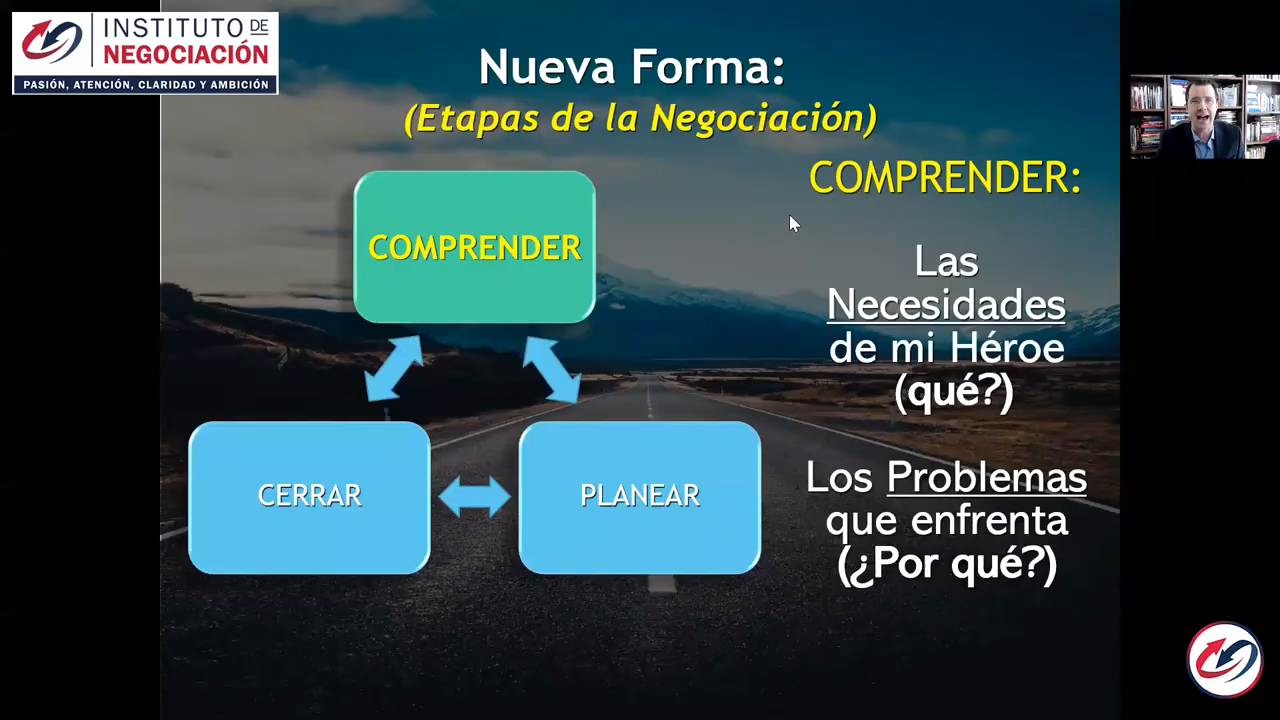 INSTITUTO DE
NEGOCIACIÓN
PASIÓN, ATENCIÓN, CLARIDAD Y AMBICIÓN
Nueva Forma:
(Etapas de la Negociación)
COMPRENDER
CERRAR
PLANEAR
COMPRENDER:
Las
Necesidades
de mi Héroe
(qué?)
Los Problemas
que enfrenta
(¿Por qué?)